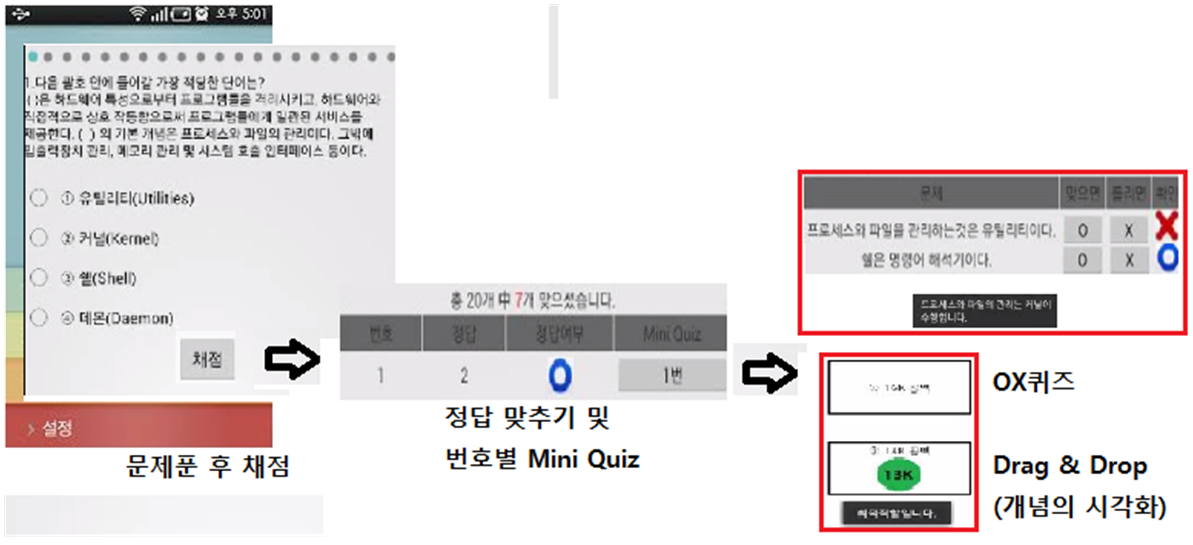 오후 5:01
1.다음 괄호 안에 들어갈 가장 적당한 단어는?
( )은 하드웨어 특성으로부터 프로그램들을 격리시키고, 하드웨어와
직접적으로 상호 작동함으로써 프로그램들에게 일관된 서비스를
제공한다. ( ) 의 기본 개념은 프로세스와 파일의 관리이다. 그밖에
입출력장치 관리, 메모리 관리 및 시스템 호출 인터페이스 등이다.
① 유틸리티(Utilities)
② 커널(Kernel)
③ 쉘(Shell)
④ 데몬(Daemon)
채점
> 설정
문제푼 후 채점
총 20개 中 7개 맞으셨습니다.
번호 정답 정답여부 Mini Quiz
1 2 O 1번
정답 맞추기 및
번호별 Mini Quiz
문제 맞으면 틀리면 확인
프로세스와 파일을 관리하는것은 유틸리티이다. O X X
쉘은 명령어 해석기이다. O X O
프로세스와 파일의 관리는 커널이
수행합니다.
OX퀴즈
13K
Drag & Drop
(개념의 시각화)